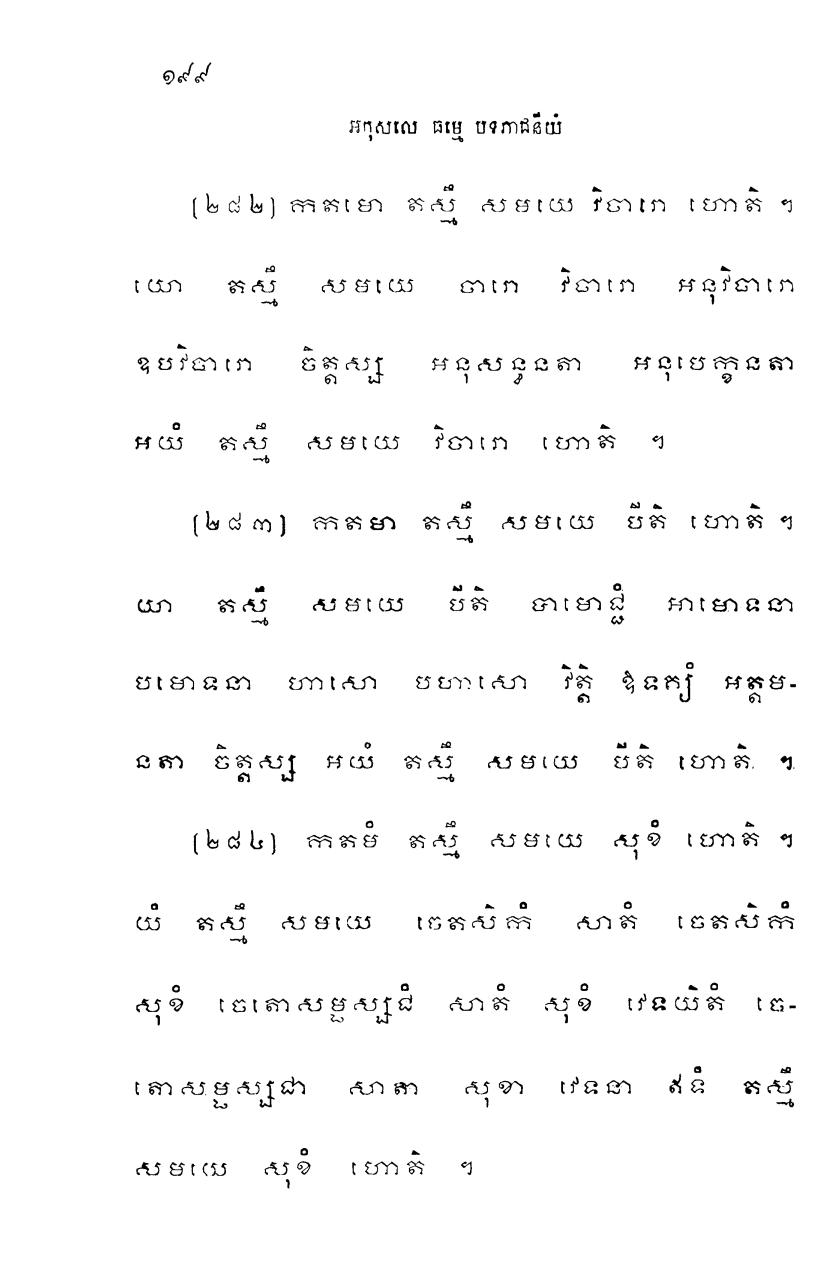 ១៩៩
អកុសលេ ធម្មេ បទភាជនីយំ
(២៨២) កតមោ តស្មឹ សមយេ វិចារោ ហោតិ ។
យោ តស្មឹ សមយេ ចារោ វិចារោ អនុវិចារោ
ឧបវិចារោ ចិត្តស្ស អនុសន្ធនតា អនុបេក្ខនតា
អយំ តស្មឹ សមយេ វិចារោ ហោតិ ។
(២៨៣) កតមា តស្មឹ សមយេ បីតិ ហោតិ ។
យា តស្មឹ សមយេ បីតិ បាមោជ្ជំ អាមោទនា
បមោទនា ហាសោ បហាសោ វិត្តិ ឱទក្យំ អត្តម-
នតា ចិត្តស្ស អយំ តស្មឹ សមយេ បីតិ ហោតិ ។
(២៨៤) កតមំ តស្មឹ សមយេ សុខំ ហោតិ ។
យំ តស្មឹ សមយេ ចេតសិកំ សាតំ ចេតសិកំ
សុខំ ចេតោសម្ផស្សជំ សាតំ សុខំ វេទយិតំ ចេ-
តោសម្ផស្សជា សាតា សុខា វេទនា ឥទំ តស្មឹ
សមយេ សុខំ ហោតិ ។